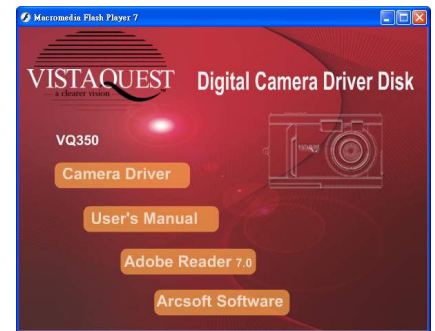 Macromedia Flash Player 7
VISTAQUEST
a clearer vision
Digital Camera Driver Disk
VQ350
Camera Driver
User's Manual
Adobe Reader 7.0
Arcsoft Software